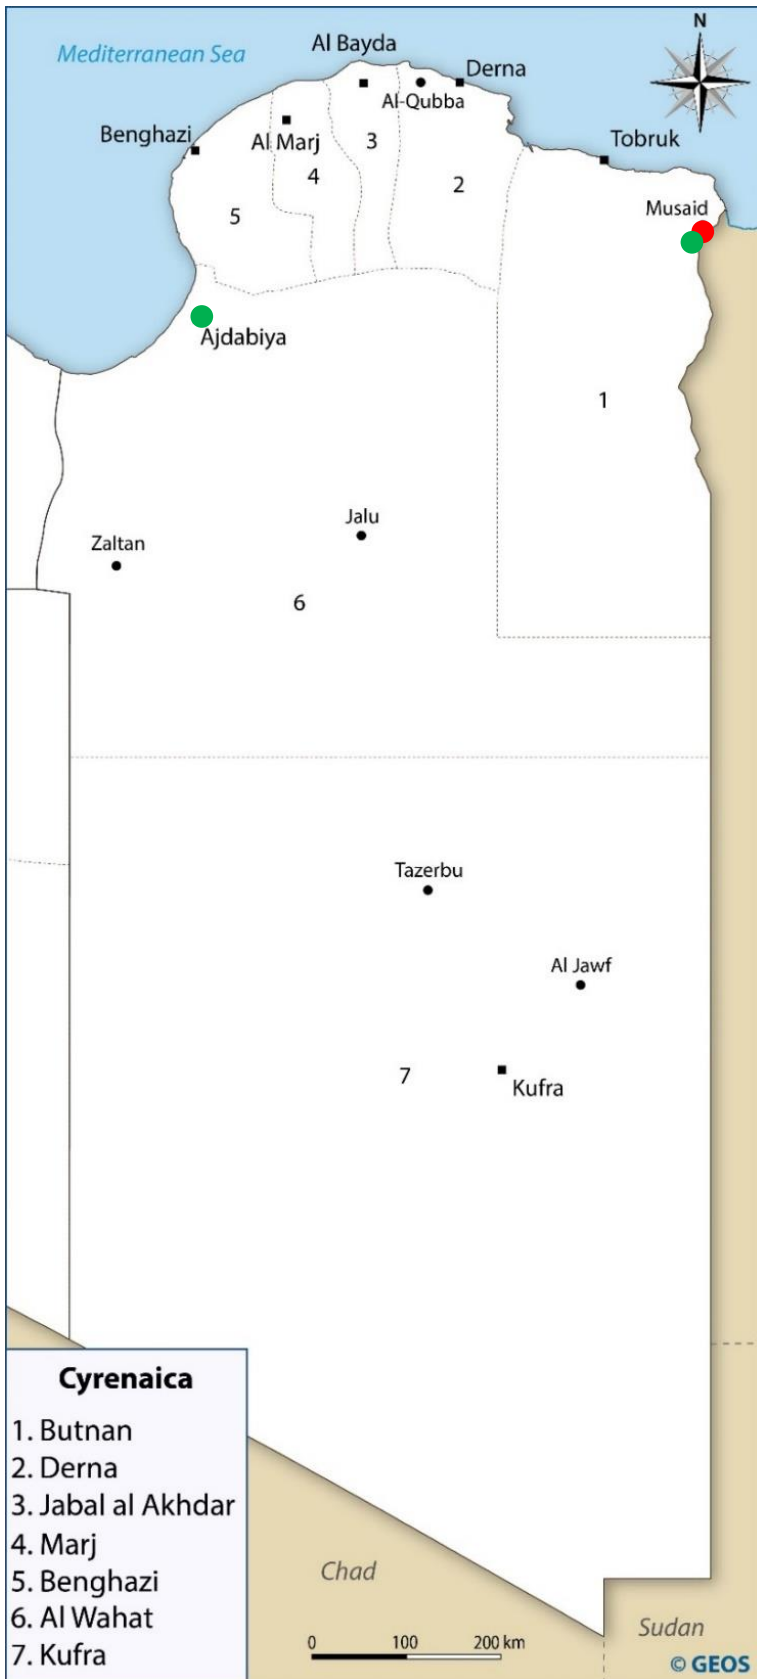 N
Mediterranean Sea
Al Bayda
Derna
Al-Qubba
Benghazi
Al Marj
3
Tobruk
4
2
5
Musaid
Ajdabiya
1
Jalu
Zaltan
6
Tazerbu
Al Jawf
7
Kufra
Cyrenaica
1. Butnan
2. Derna
3. Jabal al Akhdar
4. Marj
5. Benghazi
6. Al Wahat
7. Kufra
Chad
Sudan
0 100 200 km
© GEOS